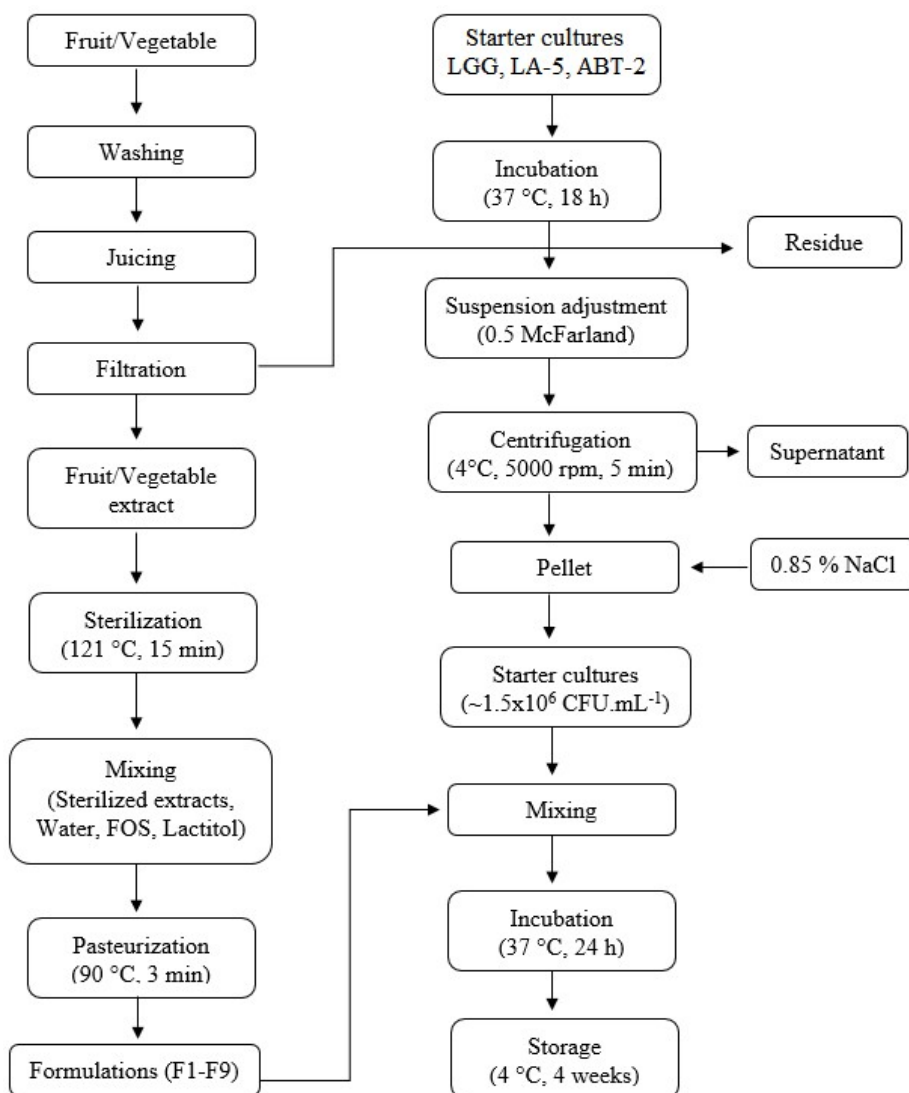 Fruit/Vegetable
Washing
Juicing
Filtration
Fruit/Vegetable
extract
Sterilization
(121 °C, 15 min)
Mixing
(Sterilized extracts,
Water, FOS, Lactitol)
Pasteurization
(90 °C, 3 min)
Formulations (F1-F9)
Starter cultures
LGG, LA-5, ABT-2
Incubation
(37 °C, 18 h)
Residue
Suspension adjustment
(0.5 McFarland)
Centrifugation
(4°C, 5000 rpm, 5 min)
Supernatant
Pellet
0.85 % NaCl
Starter cultures
(~1.5x10⁶ CFU.mL⁻¹)
Mixing
Incubation
(37 °C, 24 h)
Storage
(4 °C, 4 weeks)